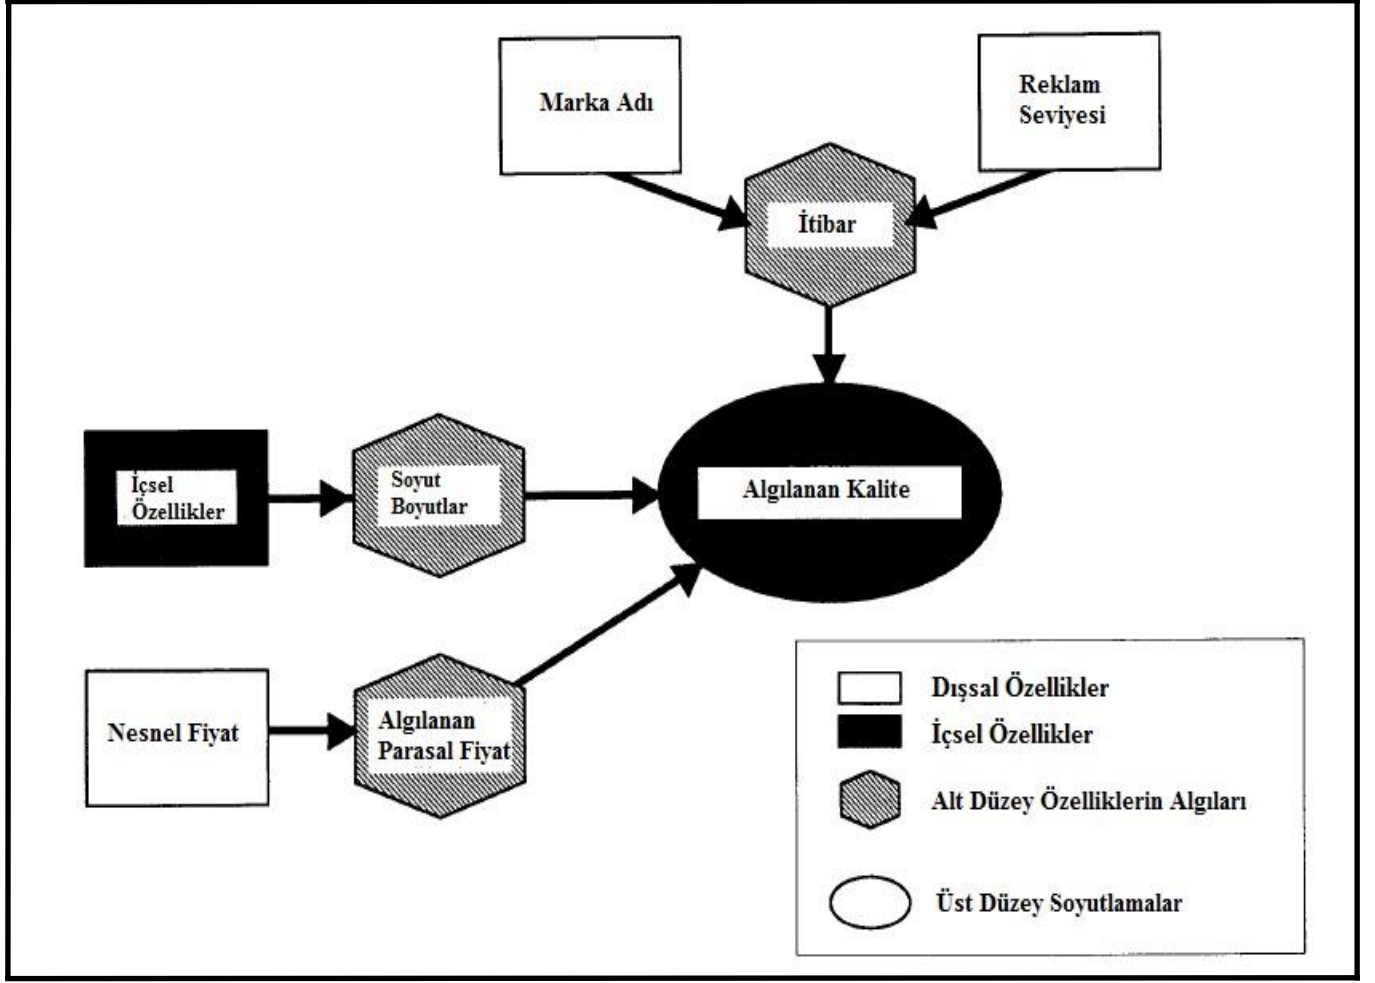 Marka Adı
Reklam
Seviyesi
İtibar
İçsel
Özellikler
Soyut
Boyutlar
Algılanan Kalite
Nesnel Fiyat
Algılanan
Parasal Fiyat
Dışsal Özellikler
İçsel Özellikler
Alt Düzey Özelliklerin Algıları
Üst Düzey Soyutlamalar